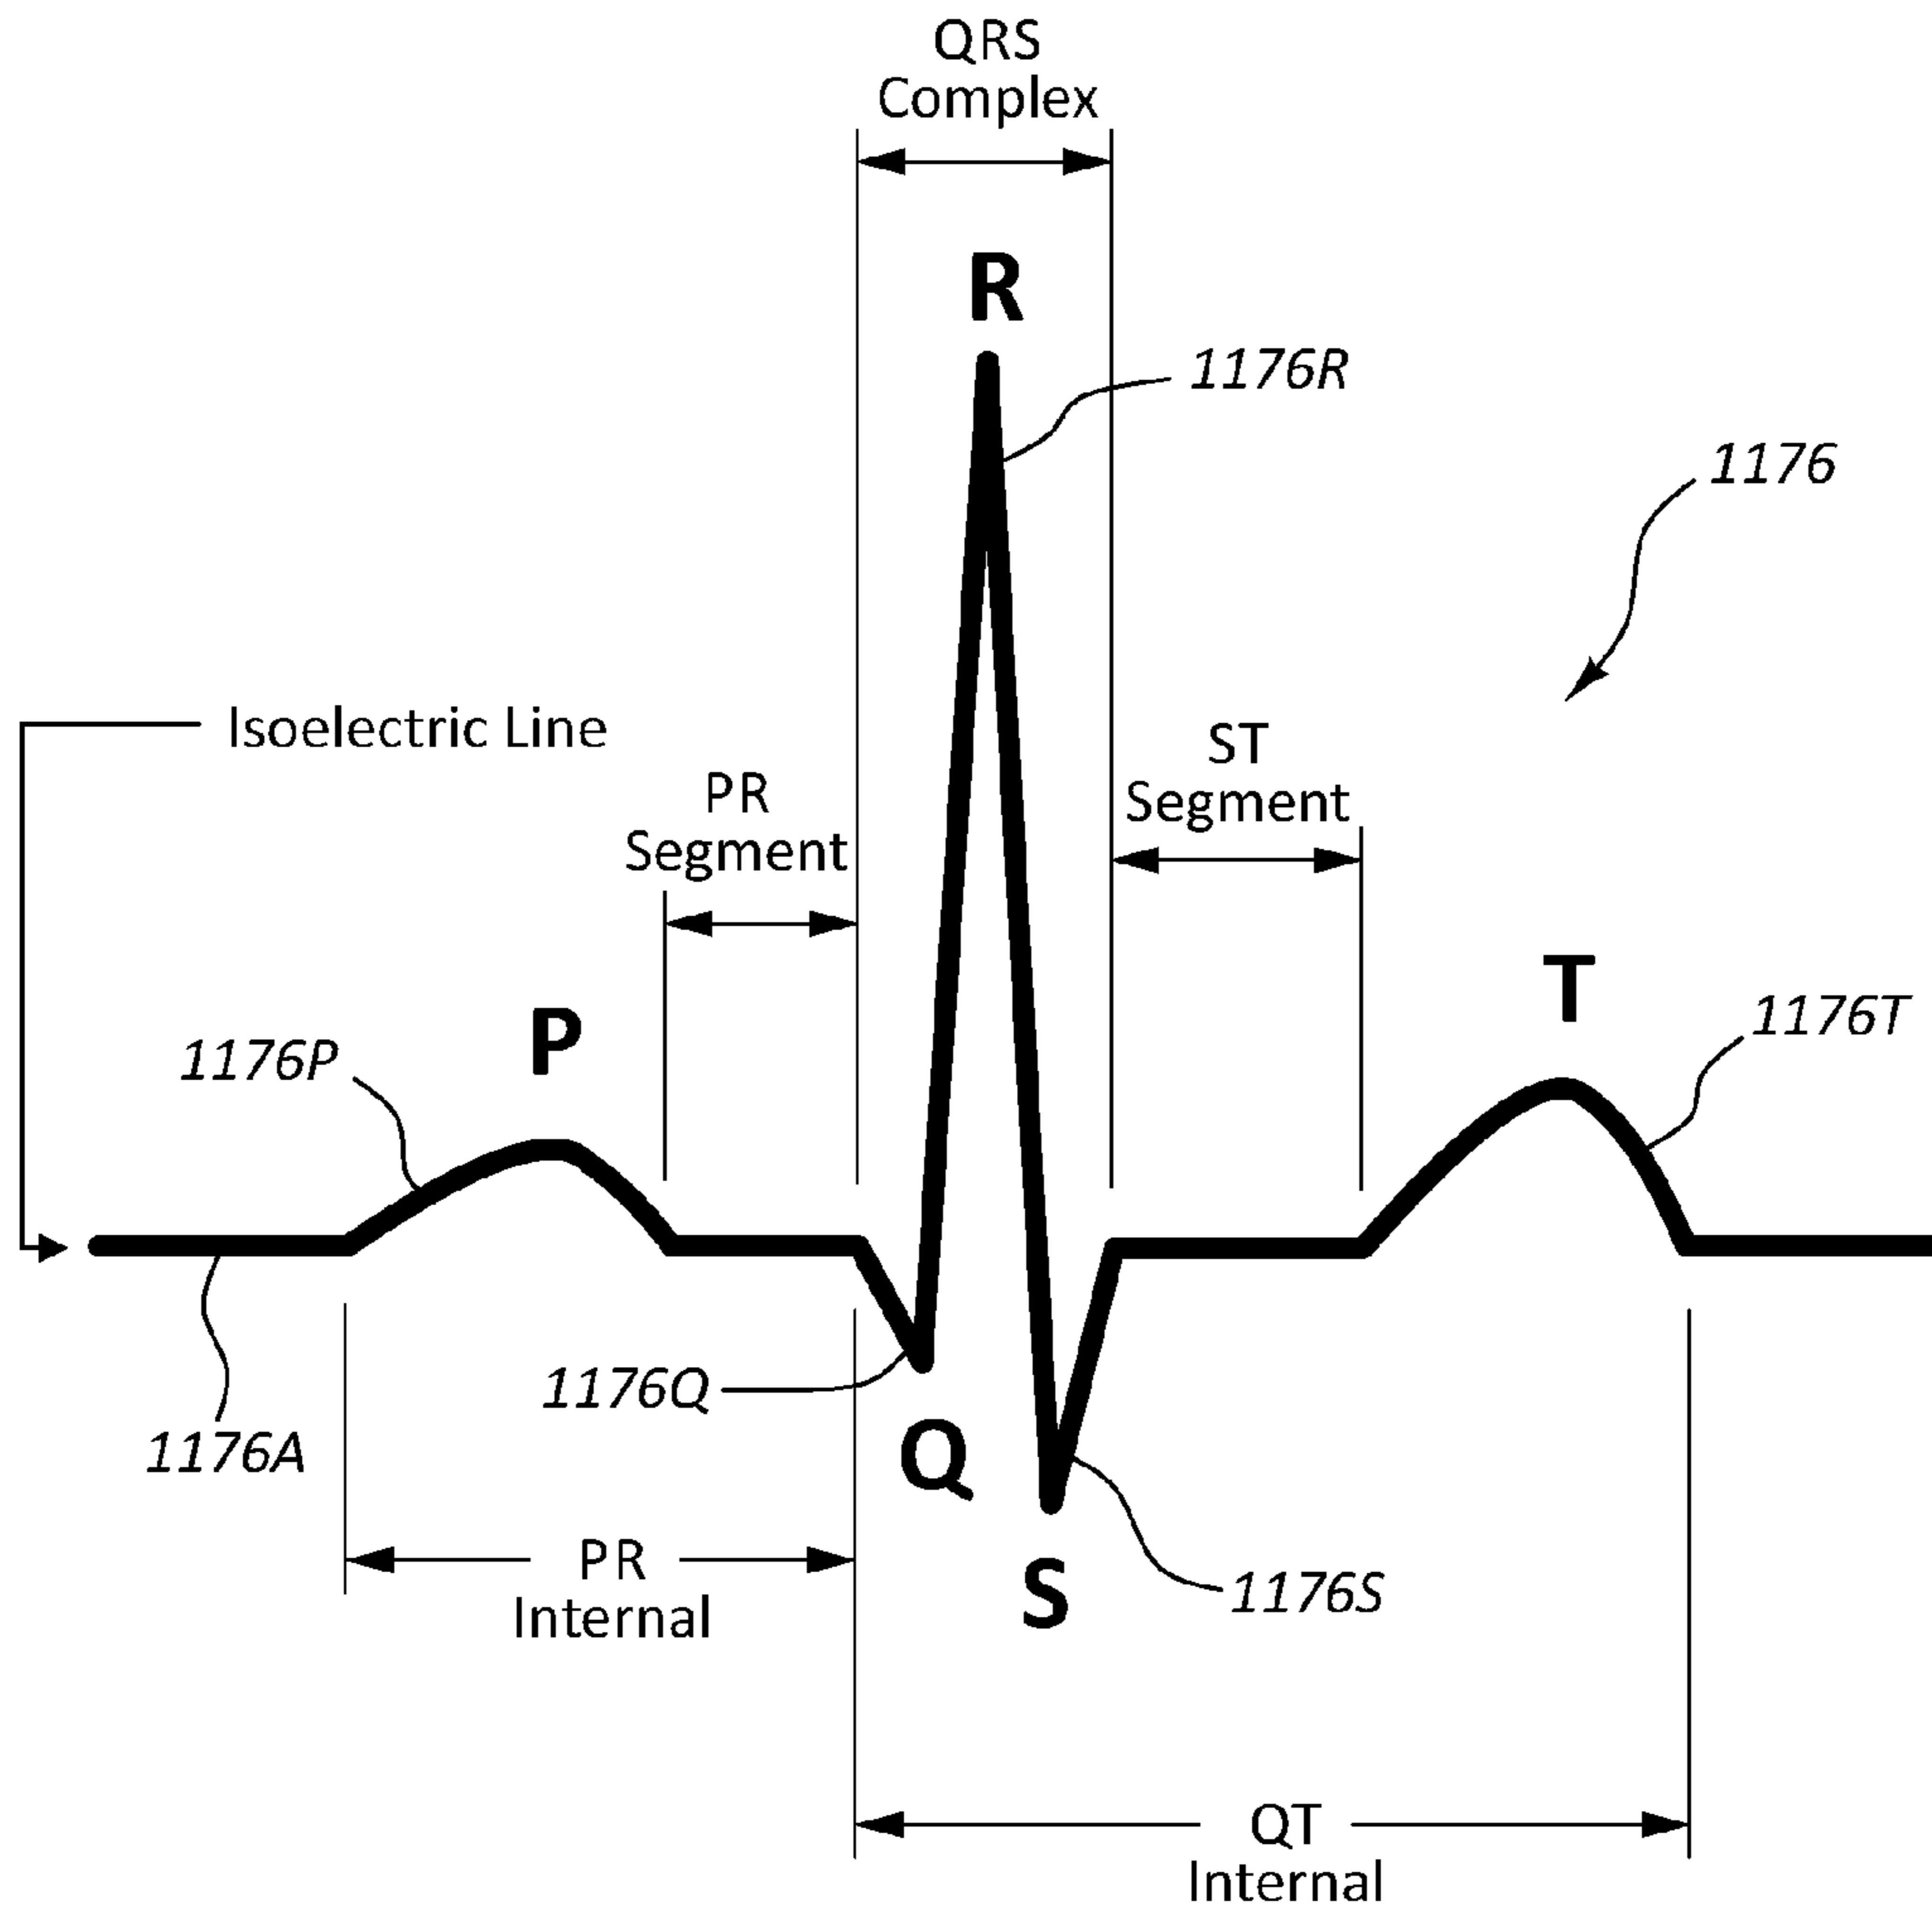 QRS
Complex
R
1176R
1176
Isoelectric Line
ST
Segment
PR
Segment
T
1176T
P
1176P
1176Q
Q
1176A
PR
Internal
S
1176S
QT
Internal